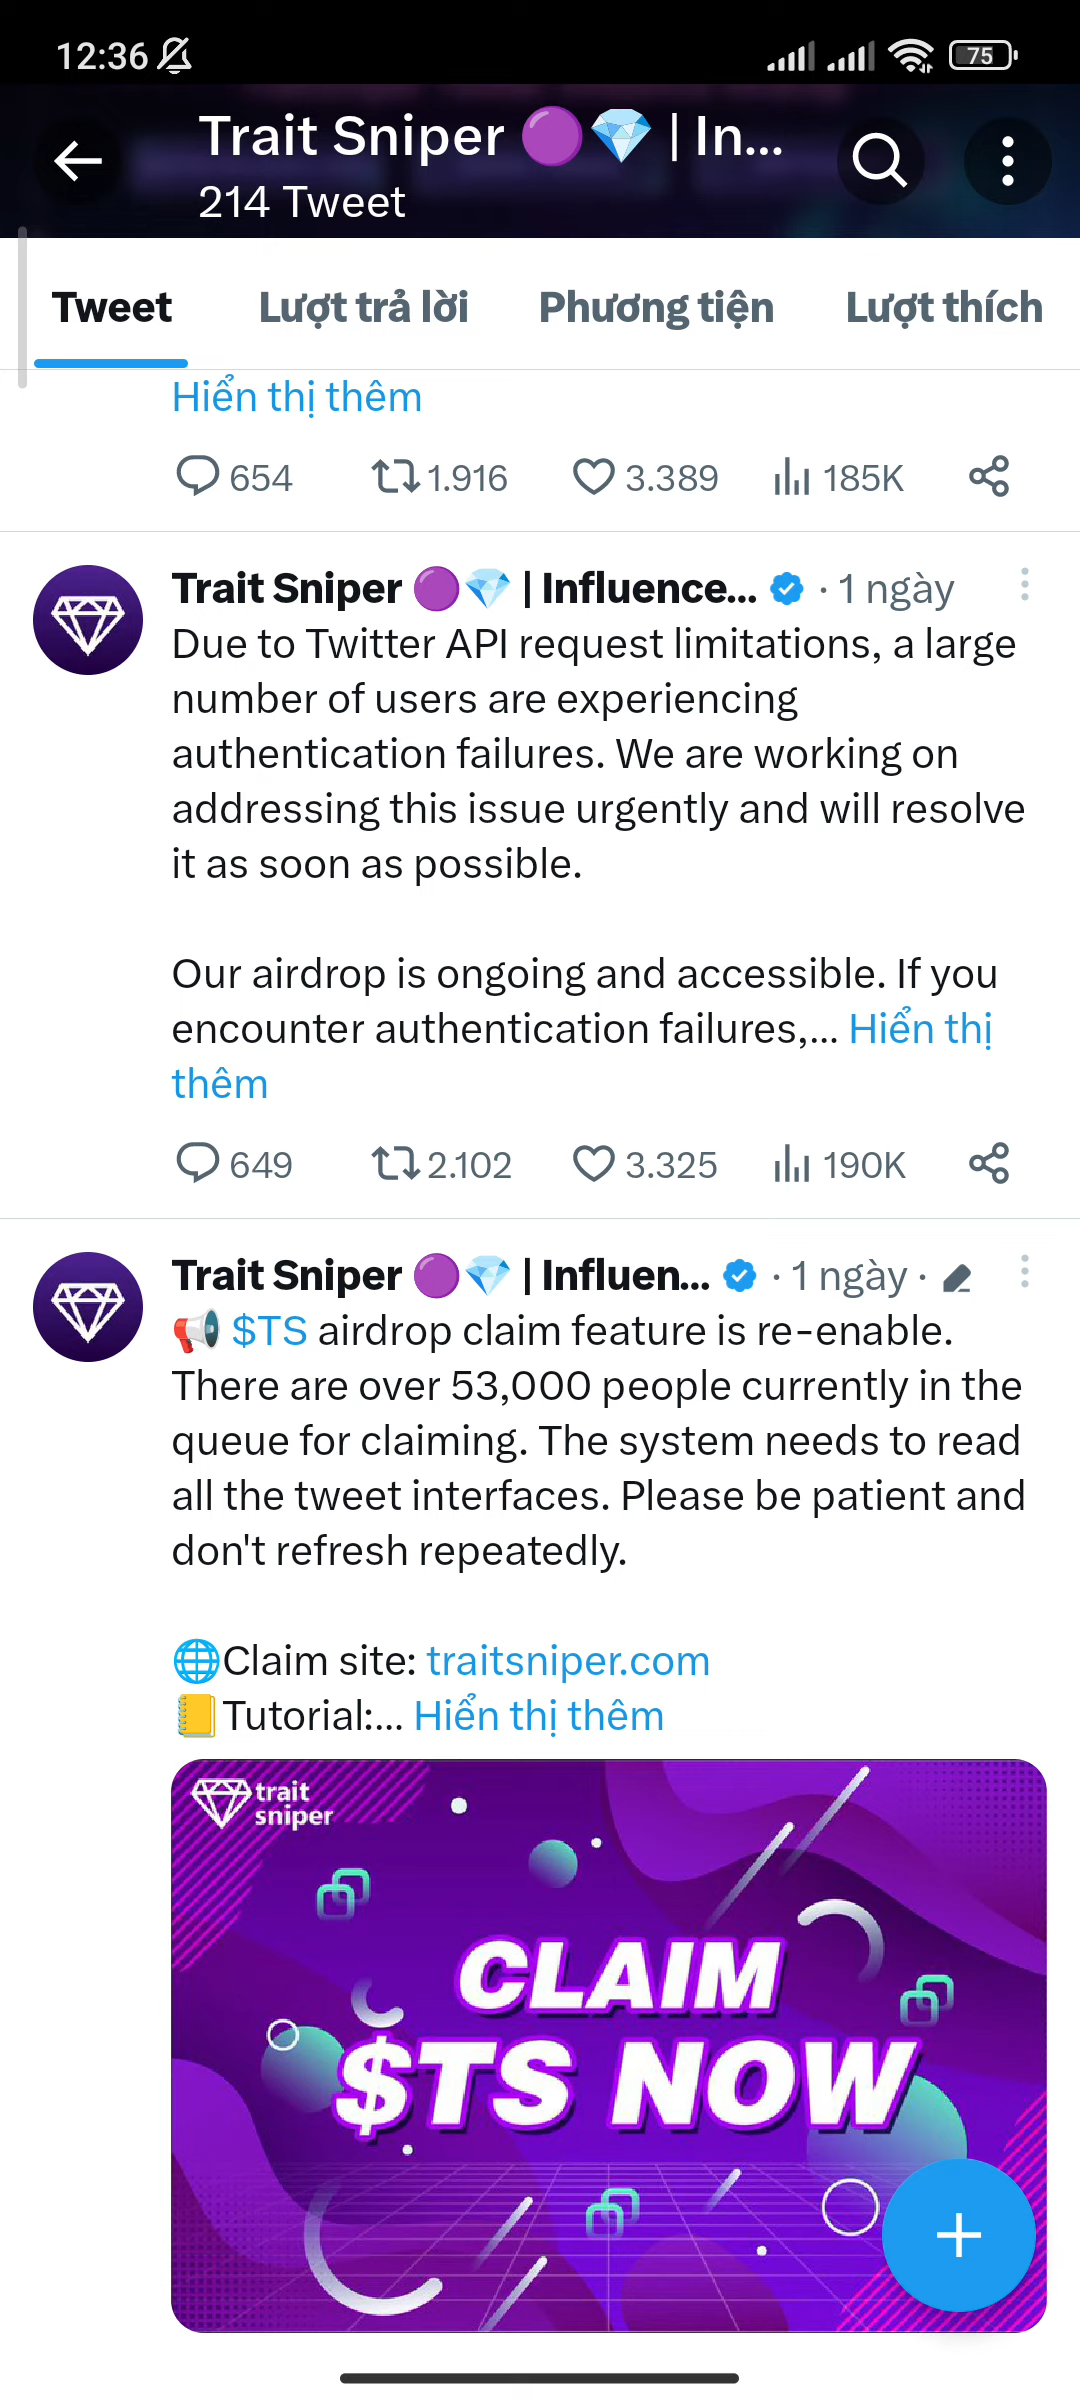 12:36
75
Trait Sniper 🟣💎 | In...
214 Tweet
Tweet
Lượt trả lời
Phương tiện
Lượt thích
Hiển thị thêm
654
1.916
3.389
185K
Trait Sniper 🟣💎 | Influence... · 1 ngày
Due to Twitter API request limitations, a large
number of users are experiencing
authentication failures. We are working on
addressing this issue urgently and will resolve
it as soon as possible.
Our airdrop is ongoing and accessible. If you
encounter authentication failures,... Hiển thị
thêm
649
2.102
3.325
190K
Trait Sniper 🟣💎 | Influen... · 1 ngày ·
📢 $TS airdrop claim feature is re-enable.
There are over 53,000 people currently in the
queue for claiming. The system needs to read
all the tweet interfaces. Please be patient and
don't refresh repeatedly.
🌐Claim site: traitsniper.com
📒Tutorial:... Hiển thị thêm
trait
sniper
CLAIM
$TS NOW